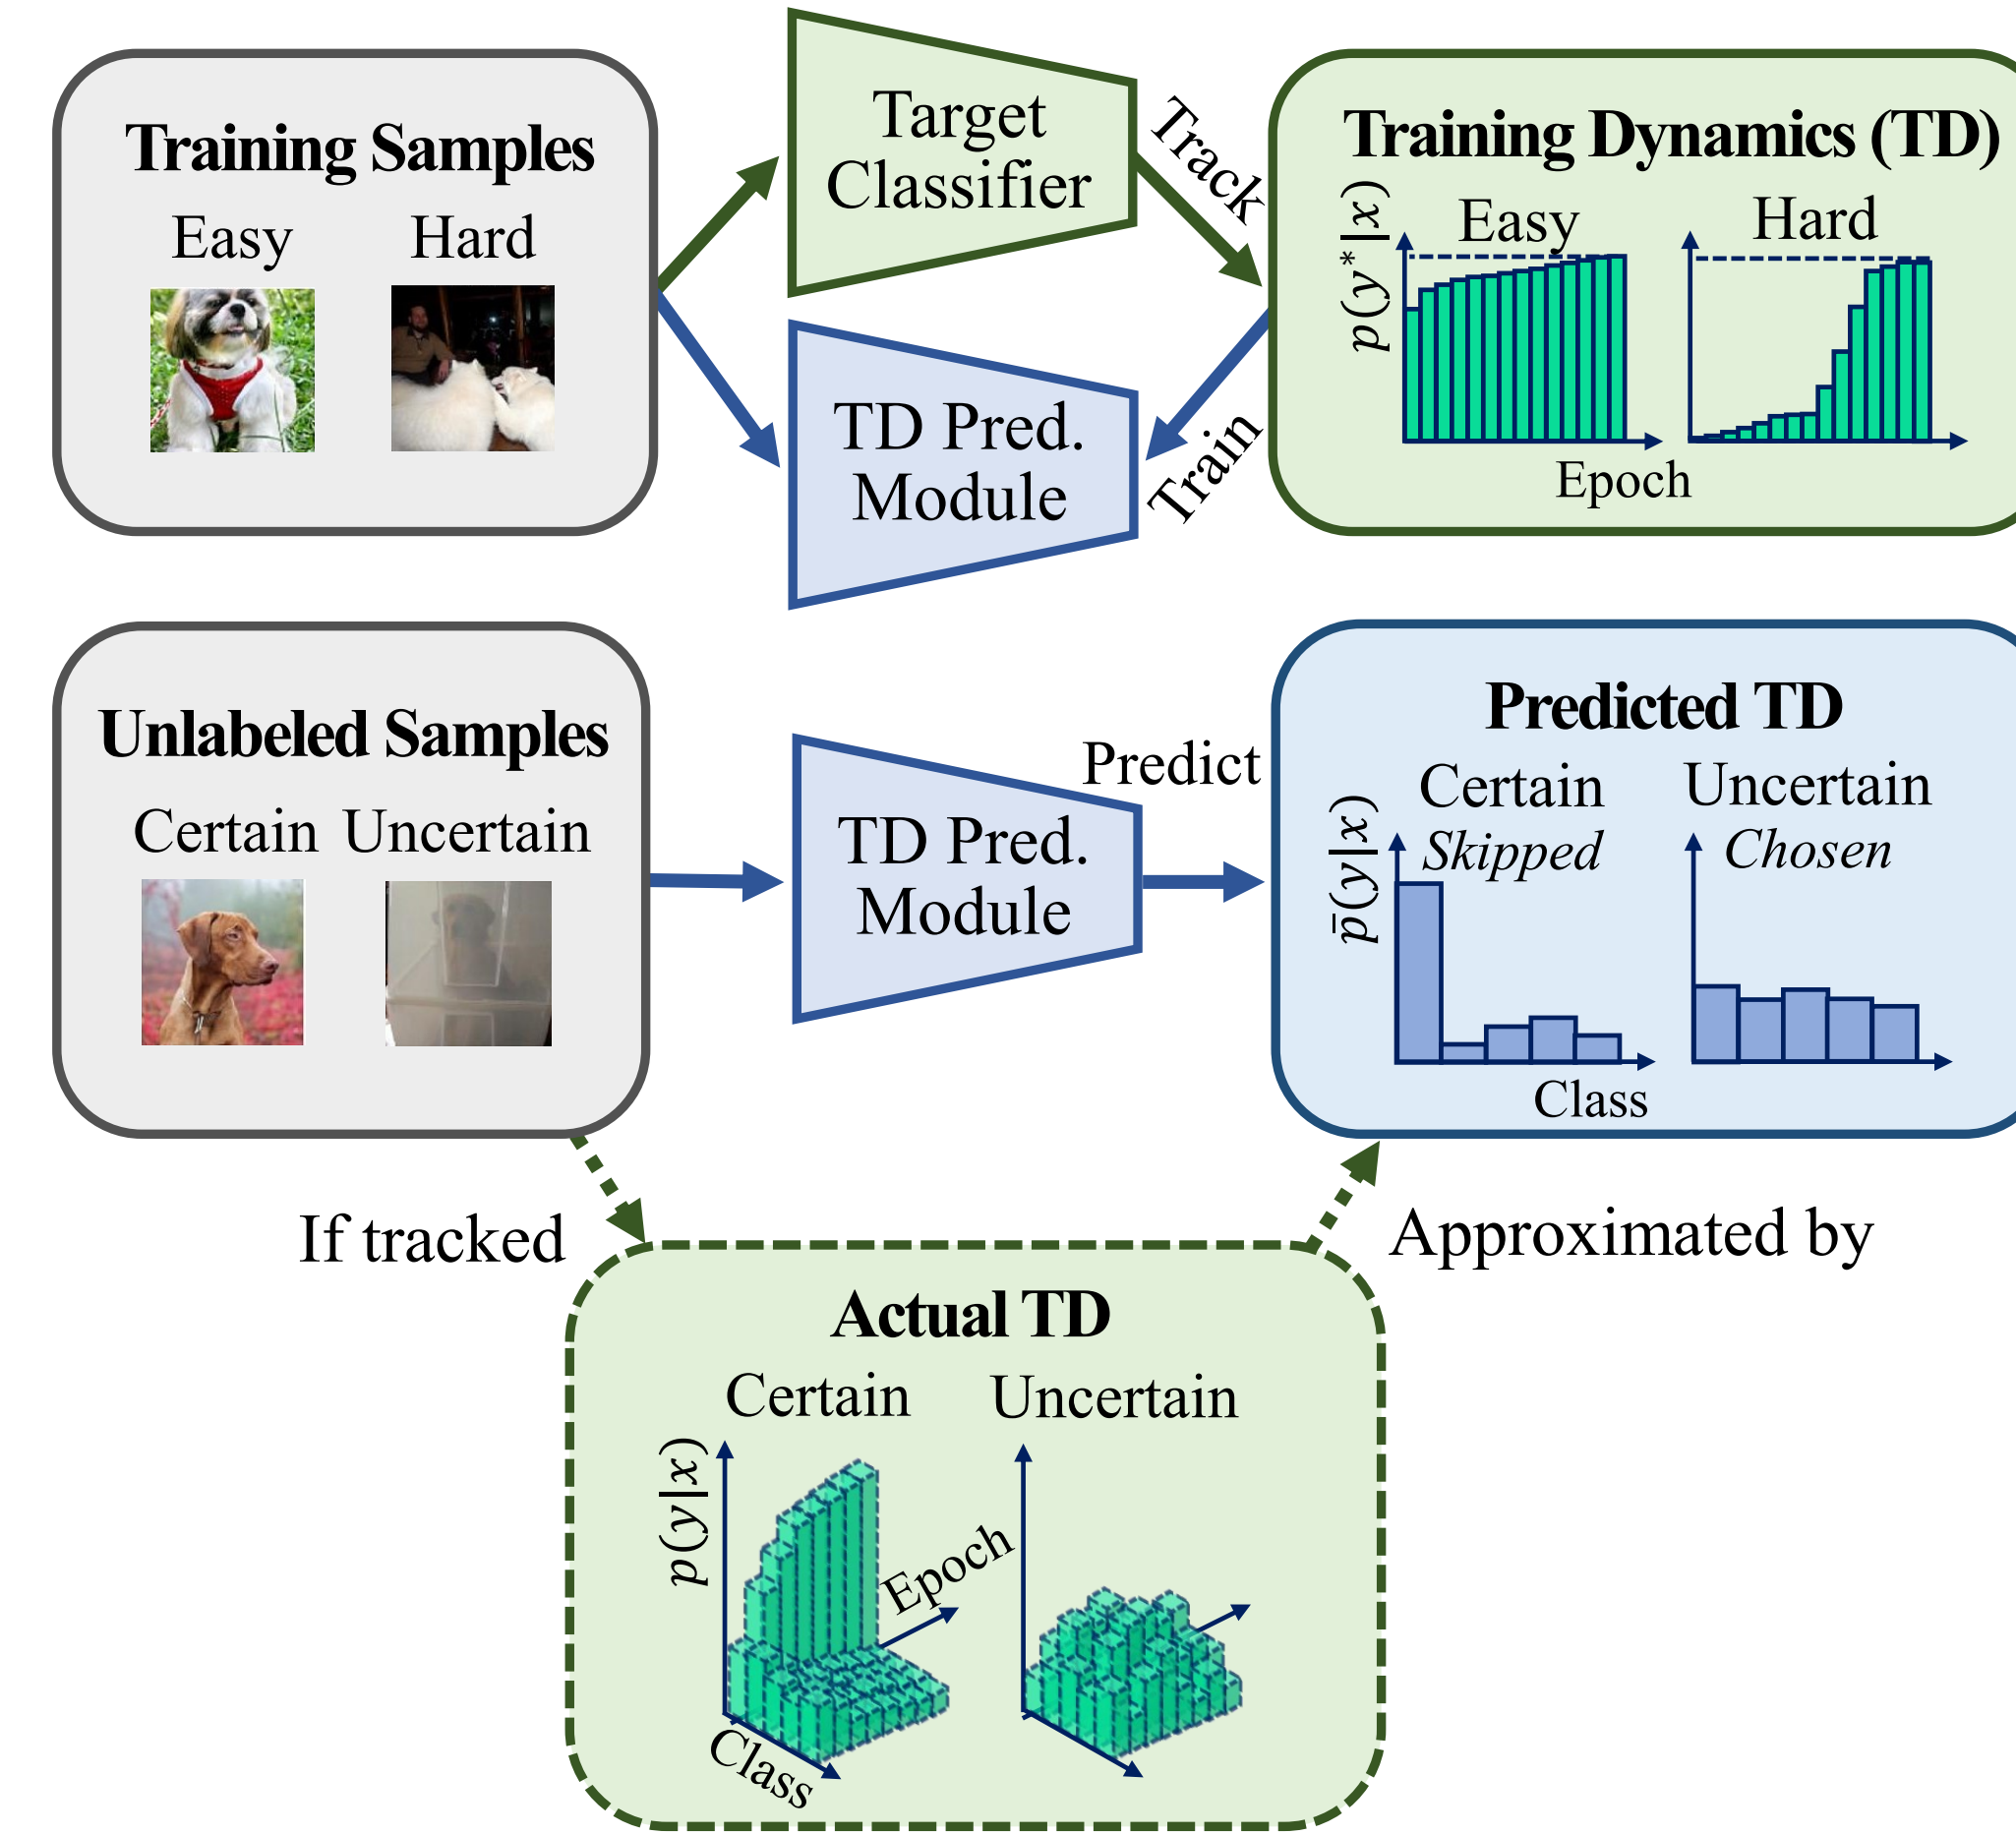 Training Samples
Easy
Hard
Target
Classifier
Track
Training Dynamics (TD)
Easy
Hard
p(y*|x)
Epoch
TD Pred.
Module
Train
Unlabeled Samples
Certain
Uncertain
TD Pred.
Module
Predict
Predicted TD
Certain
Skipped
Uncertain
Chosen
p̄(y|x)
Class
If tracked
Approximated by
Actual TD
Certain
Uncertain
p(y|x)
Epoch
Class